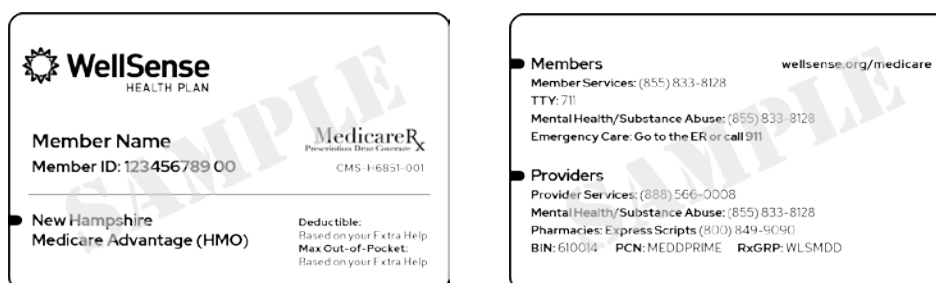 WellSense
HEALTH PLAN
Member Name
Member ID: 123456789 00
MedicareRx
Prescription Drug Coverage
CMS-H6851-001
New Hampshire
Medicare Advantage (HMO)
Deductible:
Based on your Extra Help
Max Out-of-Pocket:
Based on your Extra Help
SAMPLE
Members
wellsense.org/medicare
Member Services: (855) 833-8128
TTY: 711
Mental Health/Substance Abuse: (855) 833-8128
Emergency Care: Go to the ER or call 911
Providers
Provider Services: (888) 566-0008
Mental Health/Substance Abuse: (855) 833-8128
Pharmacies: Express Scripts (800) 849-9090
BIN: 610014 PCN: MEDDPRIME RxGRP: WLSMDD
SAMPLE